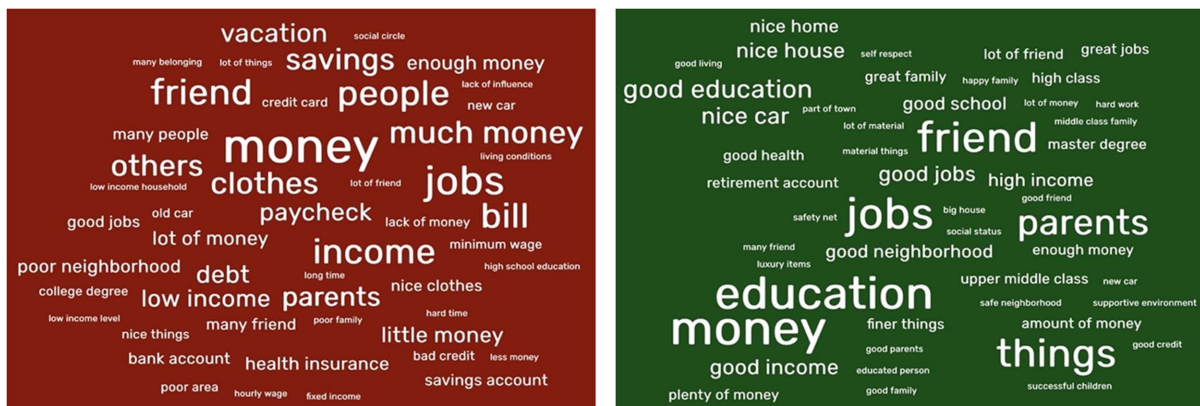 vacation
social circle
many belonging
lot of things
savings
enough money
friend
credit card
people
lack of influence
new car
many people
money
much money
others
living conditions
low income household
clothes
lot of friend
jobs
good jobs
old car
paycheck
lack of money
bill
lot of money
income
minimum wage
poor neighborhood
debt
long time
high school education
college degree
low income
parents
nice clothes
low income level
nice things
many friend
poor family
hard time
little money
bank account
health insurance
bad credit
less money
poor area
hourly wage
fixed income
savings account
nice home
nice house
self respect
lot of friend
great jobs
good living
great family
happy family
high class
good education
nice car
part of town
good school
lot of money
hard work
lot of material
friend
middle class family
good health
material things
master degree
retirement account
good jobs
high income
good friend
safety net
jobs
big house
social status
parents
many friend
good neighborhood
enough money
luxury items
education
upper middle class
new car
safe neighborhood
supportive environment
money
finer things
amount of money
good parents
things
good credit
good income
educated person
plenty of money
good family
successful children